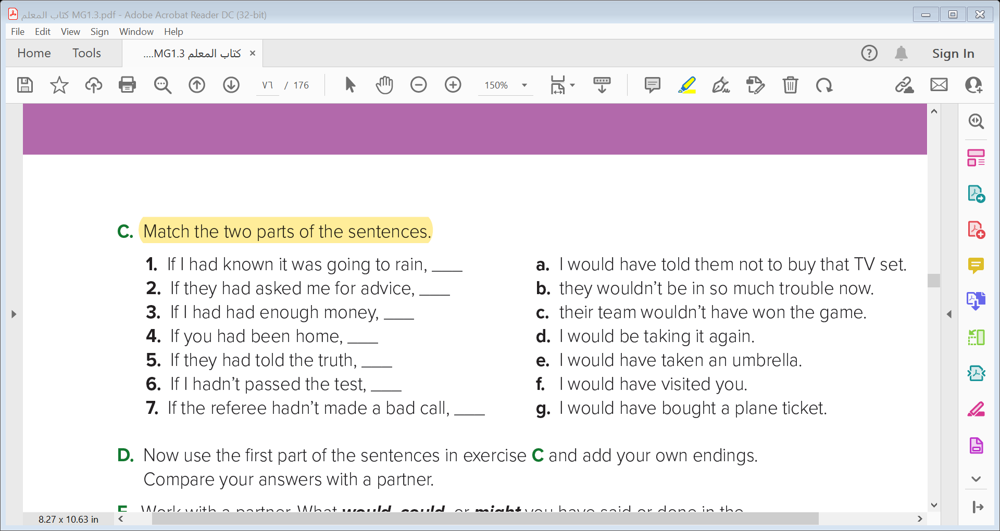 كتاب المعلم MG1.3.pdf - Adobe Acrobat Reader DC (32-bit)
File Edit View Sign Window Help
Home Tools كتاب المعلم MG1.3.... × Sign In
٧٦ / 176 150%
C. Match the two parts of the sentences.
1. If I had known it was going to rain, ____ a. I would have told them not to buy that TV set.
2. If they had asked me for advice, ____ b. they wouldn't be in so much trouble now.
3. If I had had enough money, ____ c. their team wouldn't have won the game.
4. If you had been home, ____ d. I would be taking it again.
5. If they had told the truth, ____ e. I would have taken an umbrella.
6. If I hadn't passed the test, ____ f. I would have visited you.
7. If the referee hadn't made a bad call, ____ g. I would have bought a plane ticket.
D. Now use the first part of the sentences in exercise C and add your own endings.
Compare your answers with a partner.
E. Work with a partner. What would, could, or might you have said or done in the
8.27 x 10.63 in